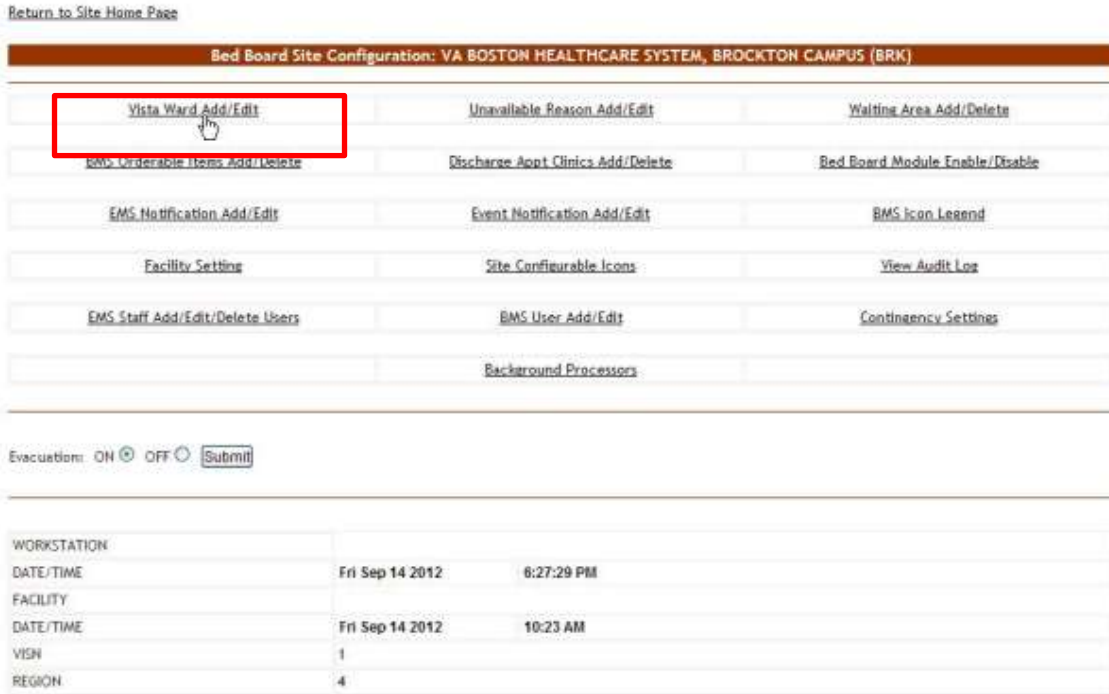 Return to Site Home Page
Bed Board Site Configuration: VA BOSTON HEALTHCARE SYSTEM, BROCKTON CAMPUS (BRK)
Vista Ward Add/Edit Unavailable Reason Add/Edit Waiting Area Add/Delete
BMS Orderable Items Add/Delete Discharge Appt Clinics Add/Delete Bed Board Module Enable/Disable
EMS Notification Add/Edit Event Notification Add/Edit BMS Icon Legend
Facility Setting Site Configurable Icons View Audit Log
EMS Staff Add/Edit/Delete Users BMS User Add/Edit Contingency Settings
Background Processors
Evacuation: ON OFF Submit
WORKSTATION
DATE/TIME Fri Sep 14 2012 6:27:29 PM
FACILITY
DATE/TIME Fri Sep 14 2012 10:23 AM
VISN 1
REGION 4